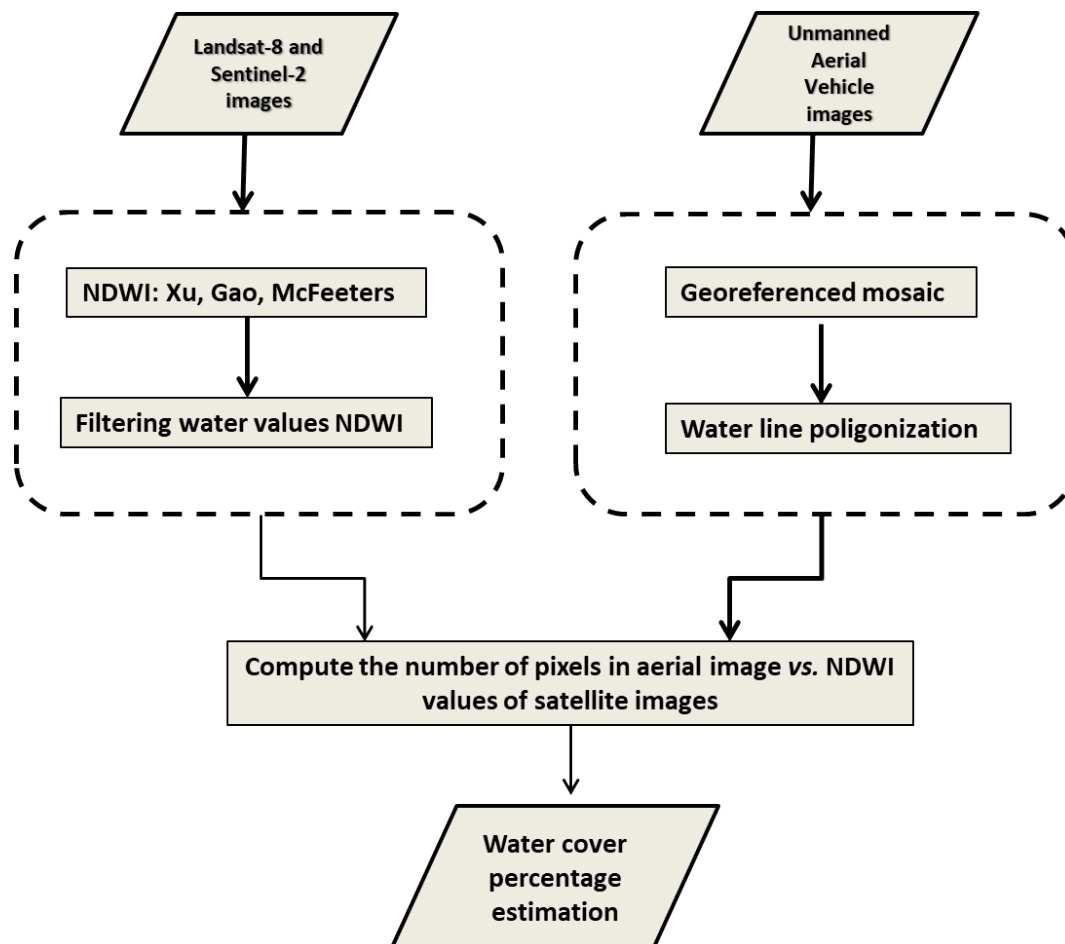 Landsat-8 and
Sentinel-2
images
Unmanned
Aerial
Vehicle
images
NDWI: Xu, Gao, McFeeters
Filtering water values NDWI
Georeferenced mosaic
Water line poligonization
Compute the number of pixels in aerial image vs. NDWI
values of satellite images
Water cover
percentage
estimation